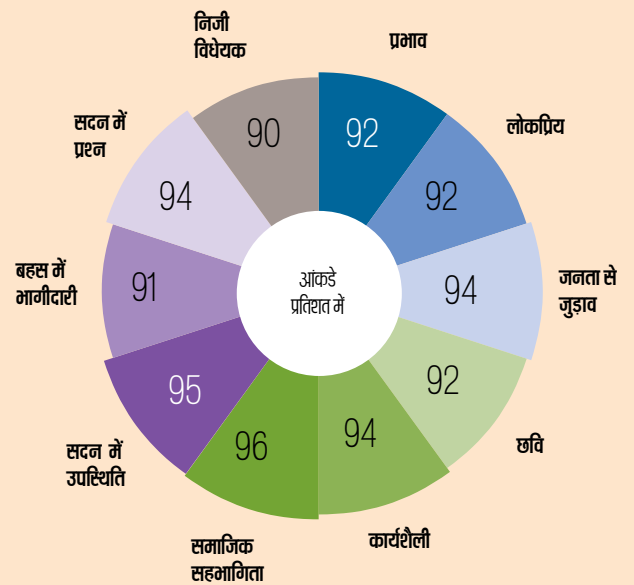 निजी
विधेयक
90
प्रभाव
92
लोकप्रिय
92
जनता से
जुड़ाव
94
छवि
92
कार्यशैली
94
समाजिक
सहभागिता
96
सदन में
उपस्थिति
95
बहस में
भागीदारी
91
सदन में
प्रश्न
94
आंकडे
प्रतिशत में